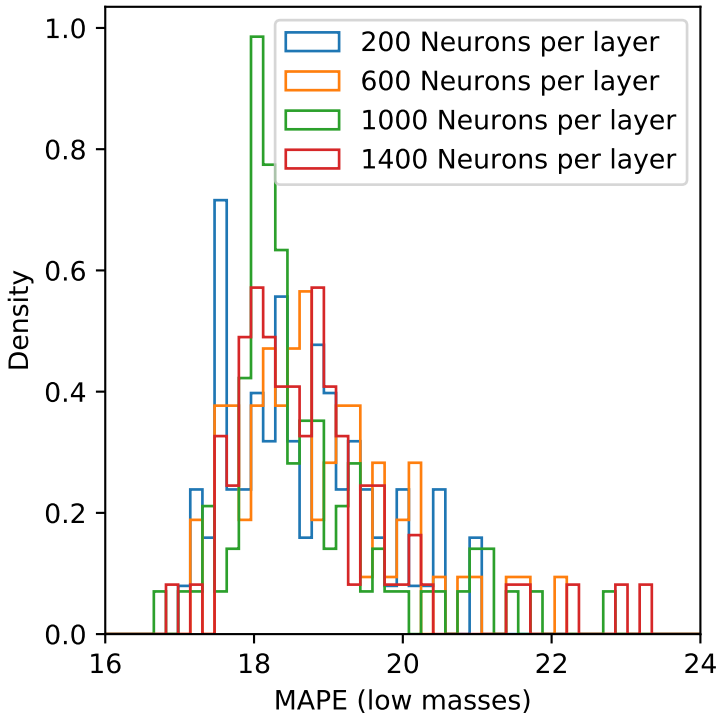 1.0
0.8
0.6
0.4
0.2
0.0
Density
200 Neurons per layer
600 Neurons per layer
1000 Neurons per layer
1400 Neurons per layer
16 18 20 22 24
MAPE (low masses)